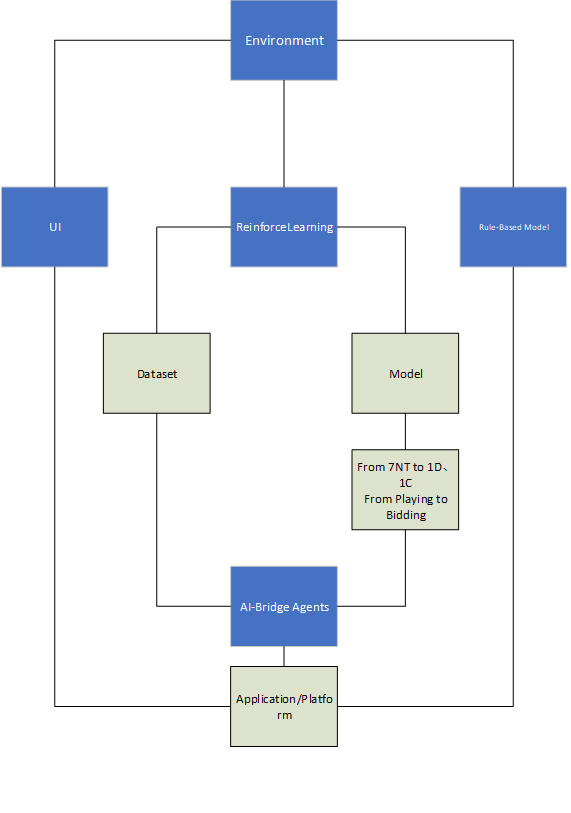 Environment
UI
ReinforceLearning
Rule-Based Model
Dataset
Model
From 7NT to 1D、
1C
From Playing to
Bidding
AI-Bridge Agents
Application/Platfo
rm